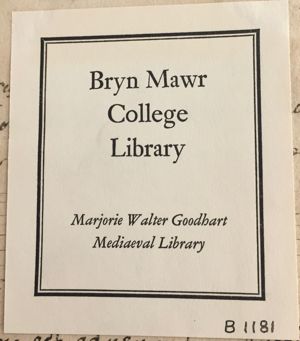 Bryn Mawr
College
Library
Marjorie Walter Goodhart
Mediaeval Library
B 1181